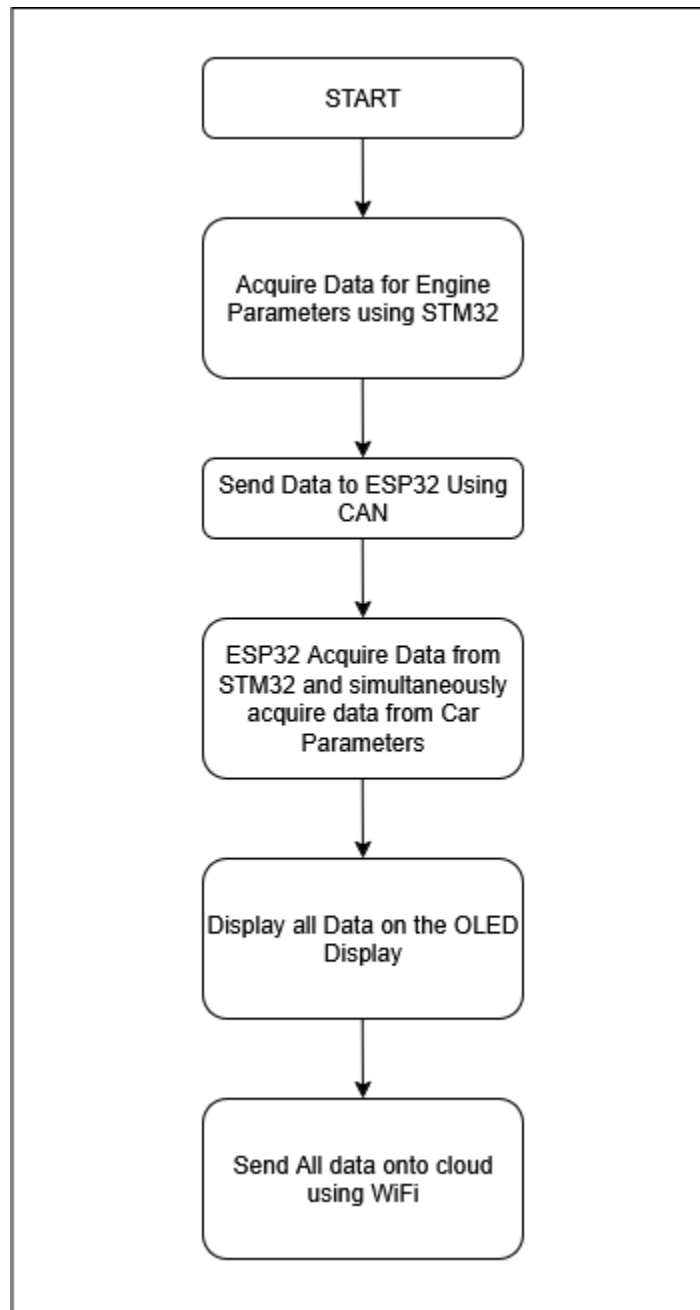 START
Acquire Data for Engine
Parameters using STM32
Send Data to ESP32 Using
CAN
ESP32 Acquire Data from
STM32 and simultaneously
acquire data from Car
Parameters
Display all Data on the OLED
Display
Send All data onto cloud
using WiFi